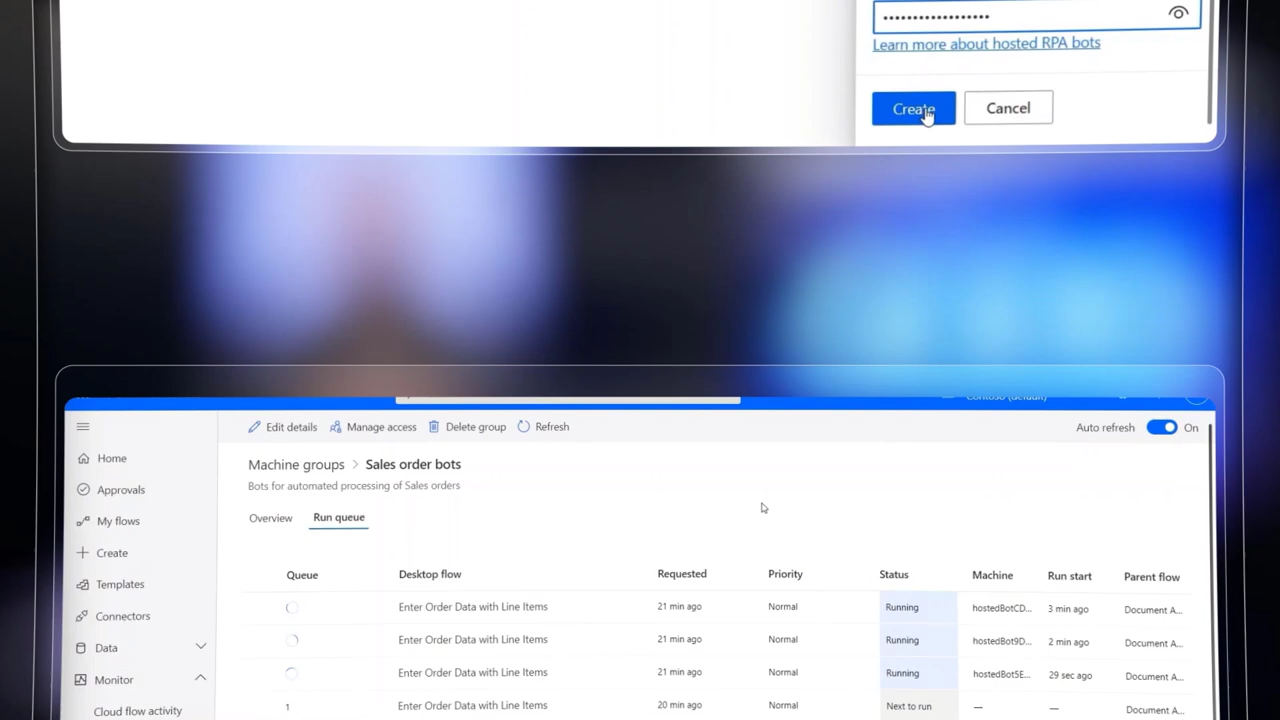 ••••••••••••••••••
Learn more about hosted RPA bots
Create Cancel
Edit details Manage access Delete group Refresh Auto refresh On
Home
Approvals
My flows
Create
Templates
Connectors
Data
Monitor
Cloud flow activity
Machine groups > Sales order bots
Bots for automated processing of Sales orders
Overview Run queue
Queue Desktop flow Requested Priority Status Machine Run start Parent flow
Enter Order Data with Line Items 21 min ago Normal Running hostedBotCD... 3 min ago Document A...
Enter Order Data with Line Items 21 min ago Normal Running hostedBot9D... 2 min ago Document A...
Enter Order Data with Line Items 21 min ago Normal Running hostedBot5E... 29 sec ago Document A...
1 Enter Order Data with Line Items 20 min ago Normal Next to run — — Document A...